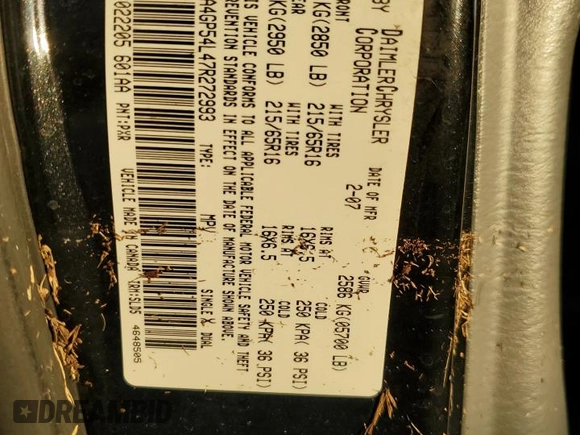 BY DAIMLERCHRYSLER
CORPORATION
DATE OF MFR
2-07
GVWR
2586 KG(05700 LB)
FRONT
KG(2850 LB)
WITH TIRES
215/65R16
RIMS AT
16X6.5
COLD
250 KPA( 36 PSI)
KG(2950 LB)
WITH TIRES
215/65R16
RIMS AT
16X6.5
COLD
250 KPA( 36 PSI)
VEHICLE CONFORMS TO ALL APPLICABLE FEDERAL MOTOR VEHICLE SAFETY AND THEFT
PREVENTION STANDARDS IN EFFECT ON THE DATE OF MANUFACTURE SHOWN ABOVE.
GP54L47R272993
TYPE:
MPV
SINGLE X DUAL
022205 601AA
PNT:PXR
VEHICLE MADE IN CANADA
TRM:SLD5
4648505
DREAMBID